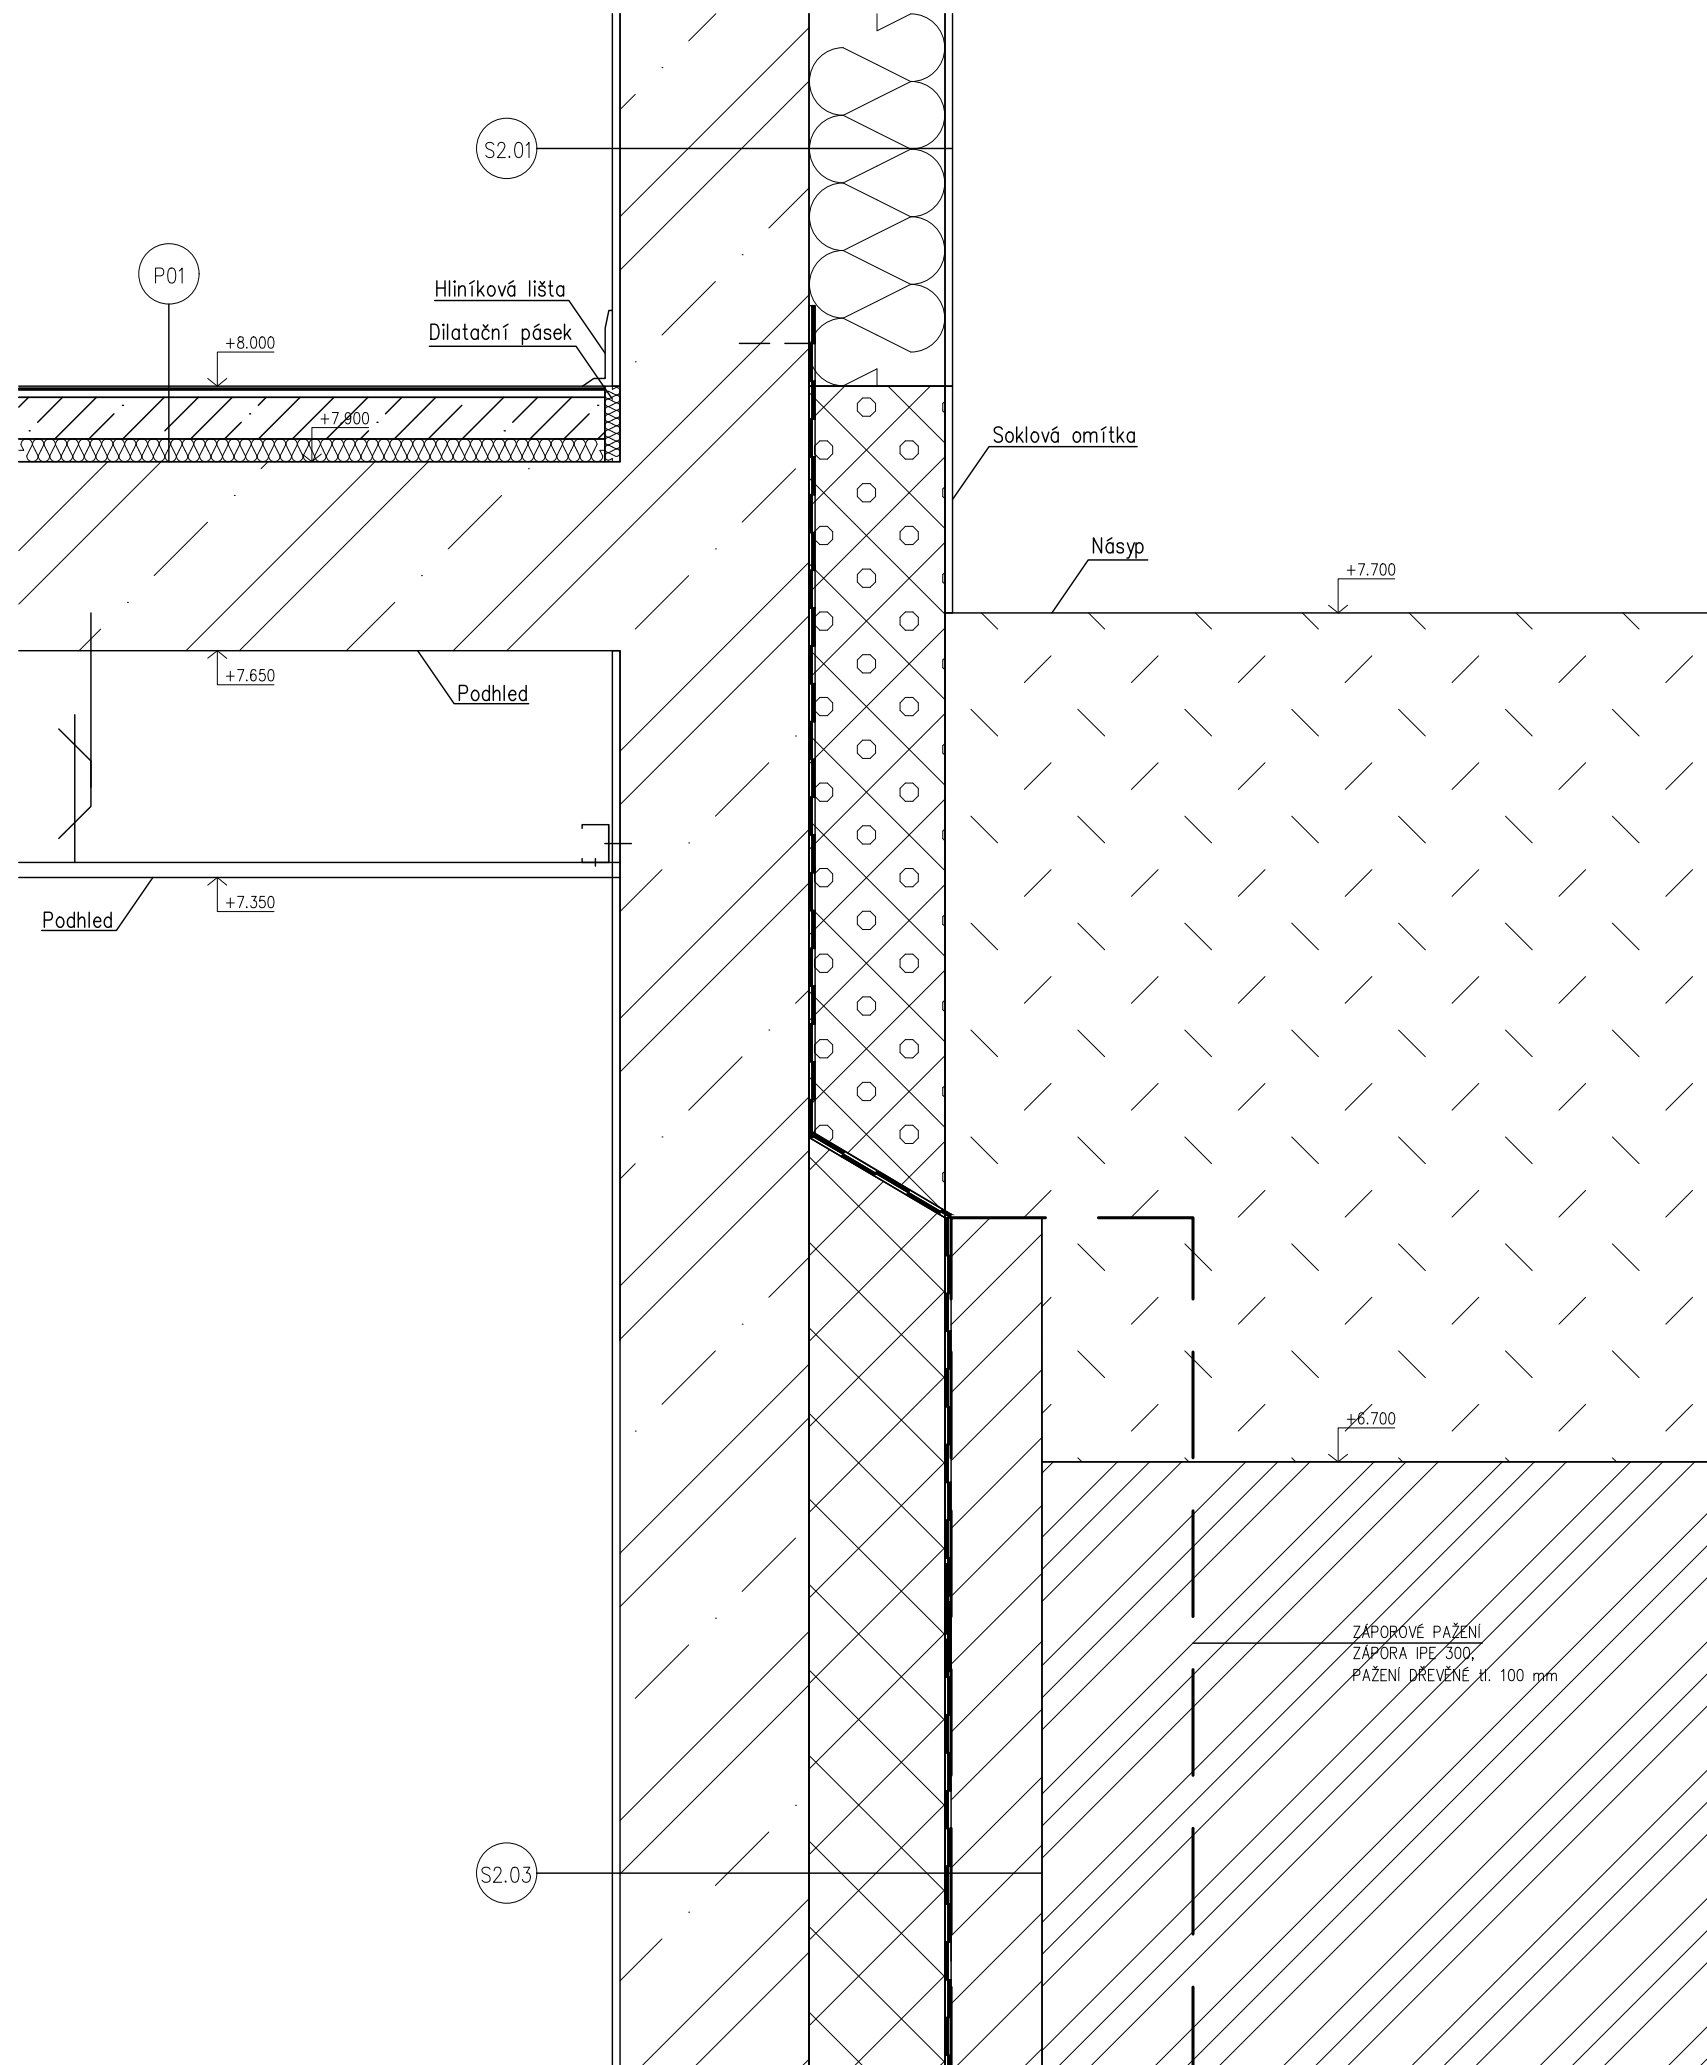 S2.01
P01
Hliníková lišta
Dilatační pásek
+8.000
+7.900
Soklová omítka
Násyp
+7.700
+7.650
Podhled
+7.350
Podhled
+6.700
ZÁPOROVÉ PAŽENÍ
ZÁPORA IPE 300,
PAŽENÍ DŘEVĚNÉ tl. 100 mm
S2.03